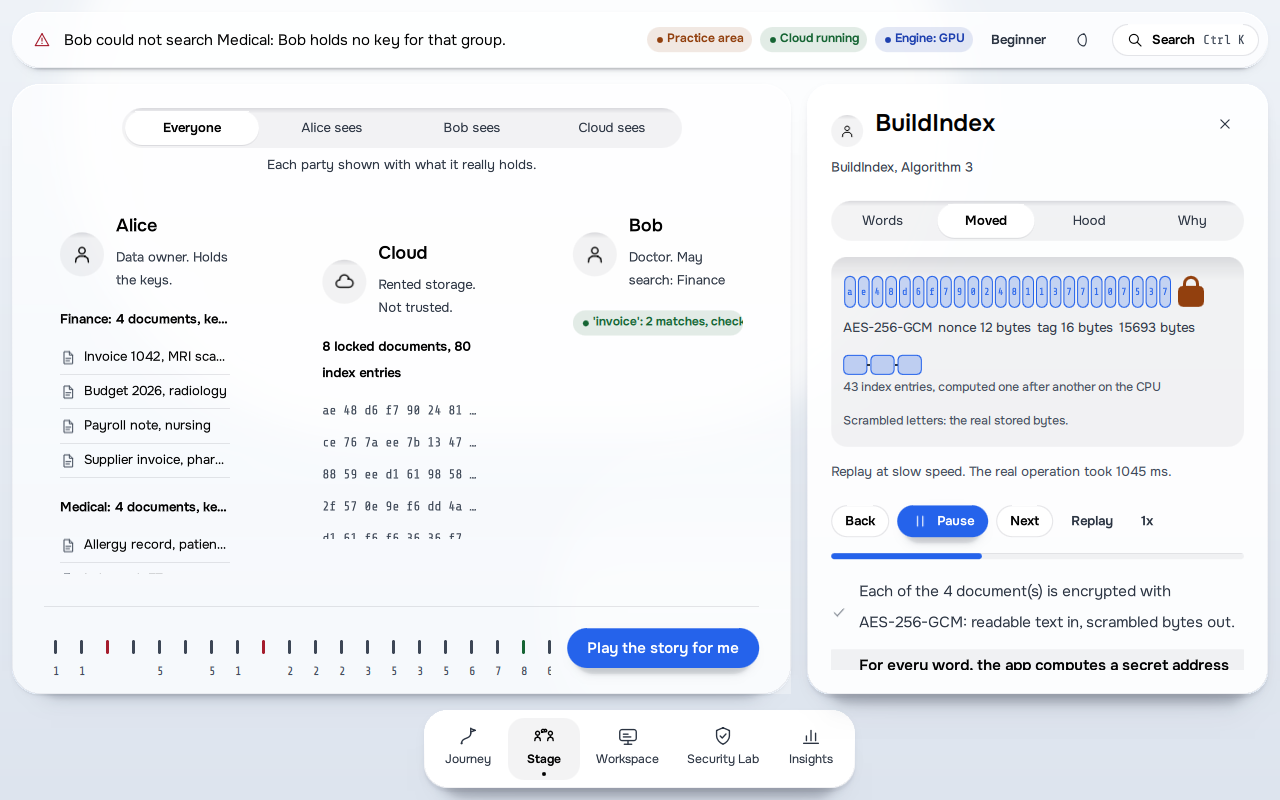 Bob could not search Medical: Bob holds no key for that group.
Practice area
Cloud running
Engine: GPU
Beginner
Search Ctrl K
Everyone
Alice sees
Bob sees
Cloud sees
Each party shown with what it really holds.
Alice
Data owner. Holds
the keys.
Finance: 4 documents, ke…
Invoice 1042, MRI sca…
Budget 2026, radiology
Payroll note, nursing
Supplier invoice, phar…
Medical: 4 documents, ke…
Allergy record, patien…
Cloud
Rented storage.
Not trusted.
8 locked documents, 80
index entries
ae 48 d6 f7 90 24 81 …
ce 76 7a ee 7b 13 47 …
88 59 ee d1 61 98 58 …
2f 57 0e 9e f6 dd 4a …
d1 61 f6 f6 36 36 f7
Bob
Doctor. May
search: Finance
'invoice': 2 matches, check
1 1 5 5 1 2 2 2 3 5 3 5 6 7 8
Play the story for me
BuildIndex
BuildIndex, Algorithm 3
Words
Moved
Hood
Why
a e 4 8 d 6 f 7 9 0 2 4 8 1 1 3 7 7 1 0 7 5 3 7
AES-256-GCM nonce 12 bytes tag 16 bytes 15693 bytes
43 index entries, computed one after another on the CPU
Scrambled letters: the real stored bytes.
Replay at slow speed. The real operation took 1045 ms.
Back
Pause
Next
Replay
1x
Each of the 4 document(s) is encrypted with
AES-256-GCM: readable text in, scrambled bytes out.
For every word, the app computes a secret address
Journey
Stage
Workspace
Security Lab
Insights